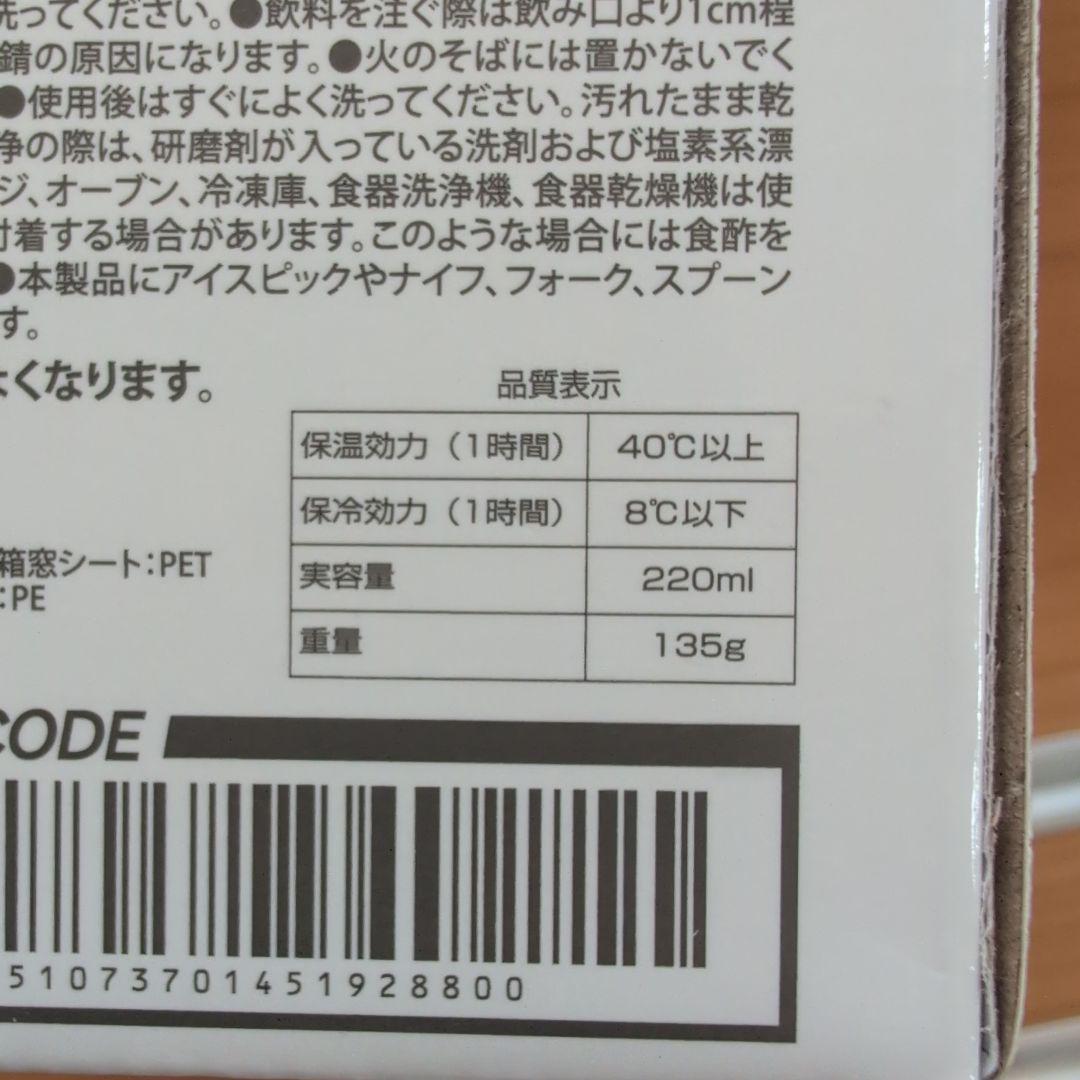 洗ってください。●飲料を注ぐ際は飲み口より1cm程
錆の原因になります。●火のそばには置かないでく
●使用後はすぐによく洗ってください。汚れたまま乾
浄の際は、研磨剤が入っている洗剤および塩素系漂
ジ、オーブン、冷凍庫、食器洗浄機、食器乾燥機は使
付着する場合があります。このような場合には食酢を
●本製品にアイスピックやナイフ、フォーク、スプーン
す。
よくなります。
品質表示
保温効力（1時間） 40℃以上
保冷効力（1時間） 8℃以下
箱窓シート：PET
実容量 220ml
：PE
重量 135g
CODE
51073701451928800